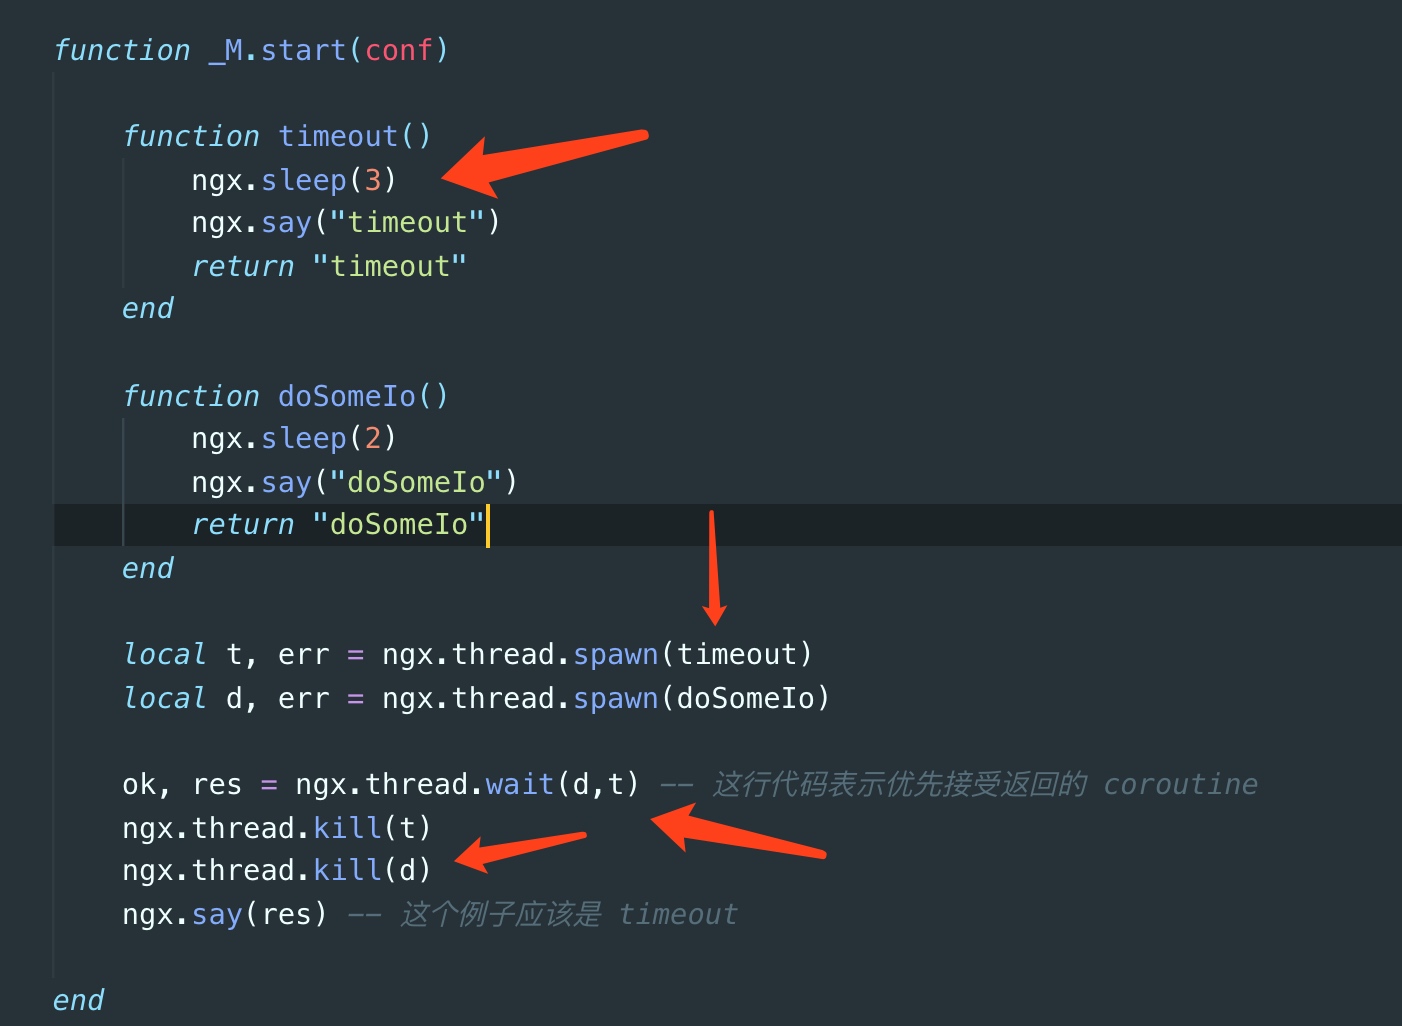 function _M.start(conf)
function timeout()
ngx.sleep(3)
ngx.say("timeout")
return "timeout"
end
function doSomeIo()
ngx.sleep(2)
ngx.say("doSomeIo")
return "doSomeIo"
end
local t, err = ngx.thread.spawn(timeout)
local d, err = ngx.thread.spawn(doSomeIo)
ok, res = ngx.thread.wait(d,t) -- 这行代码表示优先接受返回的 coroutine
ngx.thread.kill(t)
ngx.thread.kill(d)
ngx.say(res) -- 这个例子应该是 timeout
end